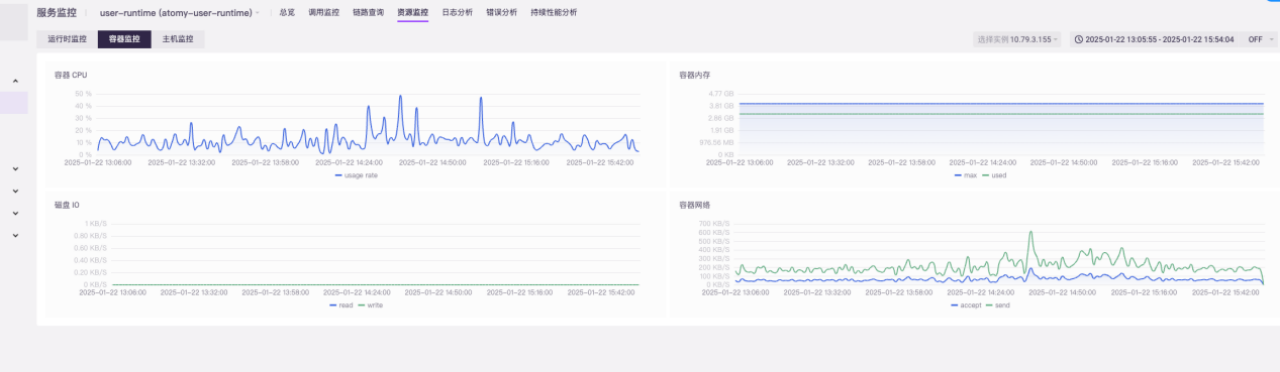 服务监控 user-runtime (atomy-user-runtime) 总览 调用监控 链路查询 资源监控 日志分析 错误分析 持续性能分析
运行时监控 容器监控 主机监控 选择实例 10.79.3.155 2025-01-22 13:05:55 - 2025-01-22 15:54:04 OFF
容器 CPU
50 %
40 %
30 %
20 %
10 %
0 %
2025-01-22 13:06:00 2025-01-22 13:32:00 2025-01-22 13:58:00 2025-01-22 14:24:00 2025-01-22 14:50:00 2025-01-22 15:16:00 2025-01-22 15:42:00
usage rate
容器内存
4.77 GB
3.81 GB
2.86 GB
1.91 GB
976.56 MB
0 KB
2025-01-22 13:06:00 2025-01-22 13:32:00 2025-01-22 13:58:00 2025-01-22 14:24:00 2025-01-22 14:50:00 2025-01-22 15:16:00 2025-01-22 15:42:00
max used
磁盘 IO
1 KB/S
0.80 KB/S
0.60 KB/S
0.40 KB/S
0.20 KB/S
0 KB/S
2025-01-22 13:06:00 2025-01-22 13:32:00 2025-01-22 13:58:00 2025-01-22 14:24:00 2025-01-22 14:50:00 2025-01-22 15:16:00 2025-01-22 15:42:00
read write
容器网络
700 KB/S
600 KB/S
500 KB/S
400 KB/S
300 KB/S
200 KB/S
100 KB/S
0 KB/S
2025-01-22 13:06:00 2025-01-22 13:32:00 2025-01-22 13:58:00 2025-01-22 14:24:00 2025-01-22 14:50:00 2025-01-22 15:16:00 2025-01-22 15:42:00
accept send